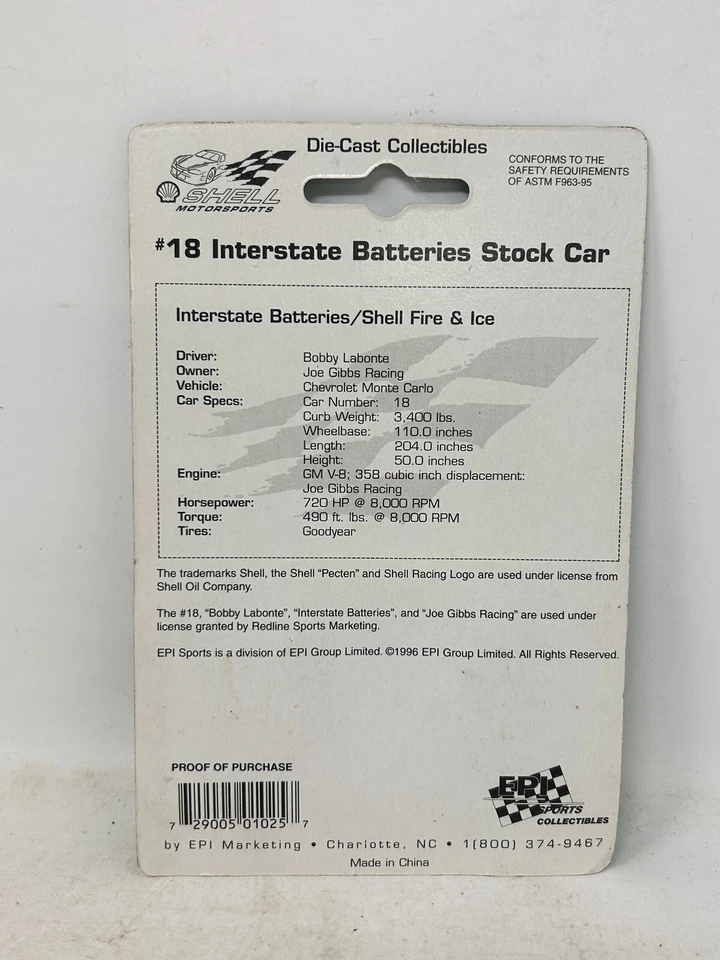 Die-Cast Collectibles
CONFORMS TO THE
SAFETY REQUIREMENTS
OF ASTM F963-95
SHELL
MOTORSPORTS
#18 Interstate Batteries Stock Car
Interstate Batteries/Shell Fire & Ice
Driver: Bobby Labonte
Owner: Joe Gibbs Racing
Vehicle: Chevrolet Monte Carlo
Car Specs: Car Number: 18
Curb Weight: 3,400 lbs.
Wheelbase: 110.0 inches
Length: 204.0 inches
Height: 50.0 inches
Engine: GM V-8; 358 cubic inch displacement:
Joe Gibbs Racing
Horsepower: 720 HP @ 8,000 RPM
Torque: 490 ft. lbs. @ 8,000 RPM
Tires: Goodyear
The trademarks Shell, the Shell "Pecten" and Shell Racing Logo are used under license from
Shell Oil Company.
The #18, "Bobby Labonte", "Interstate Batteries", and "Joe Gibbs Racing" are used under
license granted by Redline Sports Marketing.
EPI Sports is a division of EPI Group Limited. ©1996 EPI Group Limited. All Rights Reserved.
PROOF OF PURCHASE
7 29005 01025 7
EPI
SPORTS
COLLECTIBLES
by EPI Marketing • Charlotte, NC • 1(800) 374-9467
Made in China